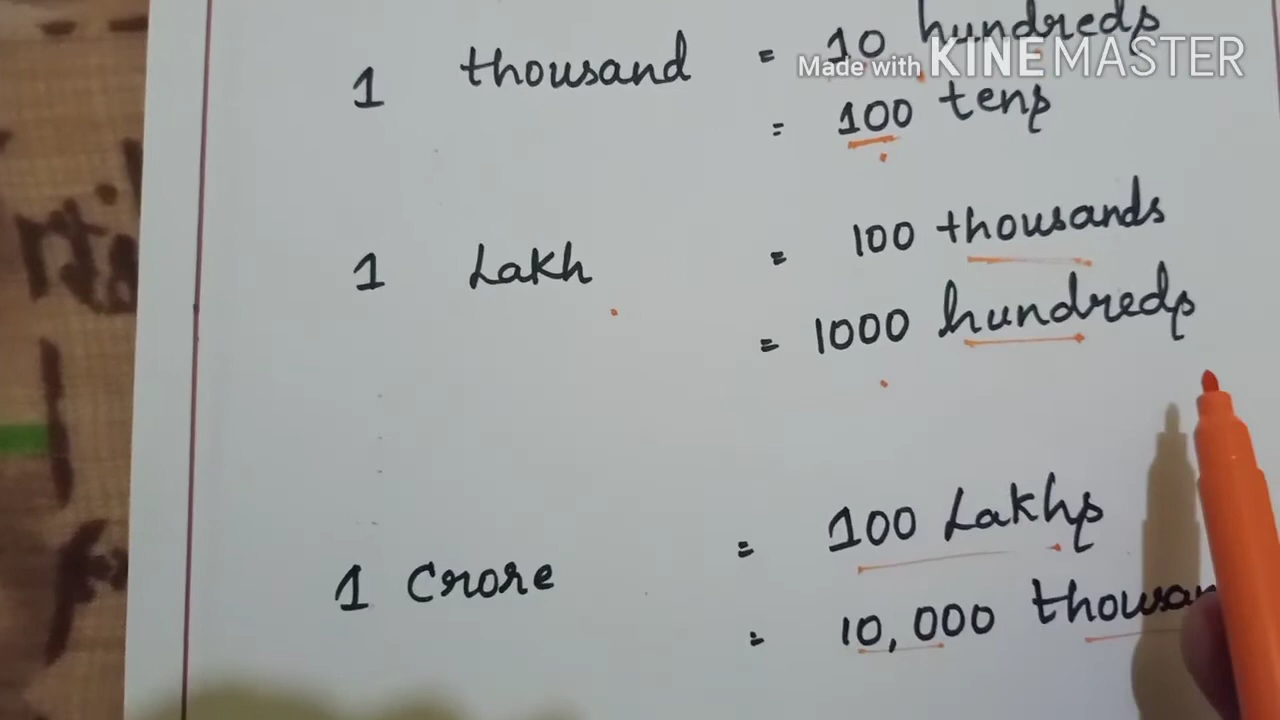 1 thousand = 10 hundreds
Made with KINEMASTER
= 100 tens
1 Lakh = 100 thousands
= 1000 hundreds
1 Crore = 100 Lakhs
= 10,000